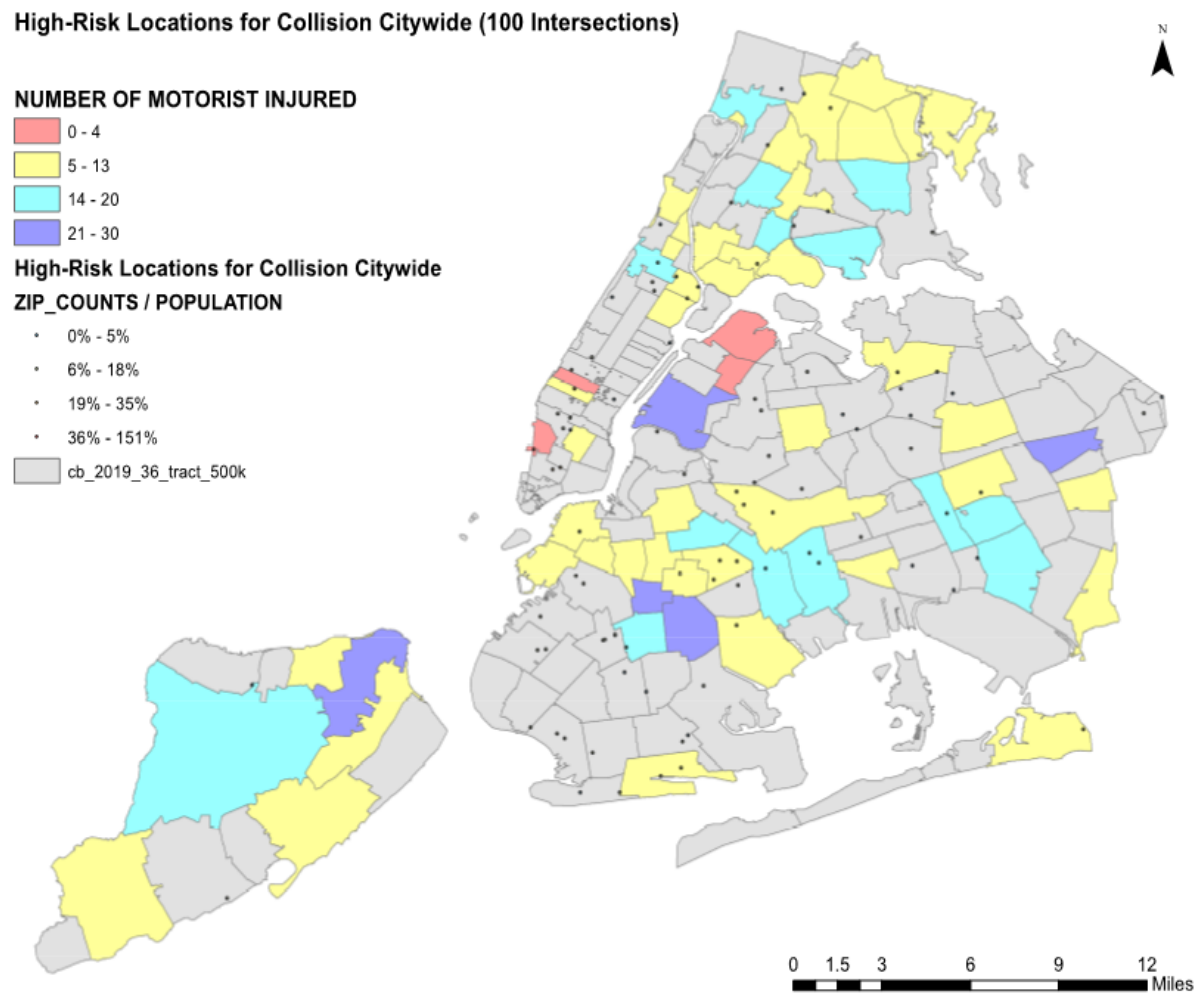 High-Risk Locations for Collision Citywide (100 Intersections)
N
NUMBER OF MOTORIST INJURED
0 - 4
5 - 13
14 - 20
21 - 30
High-Risk Locations for Collision Citywide
ZIP_COUNTS / POPULATION
0% - 5%
6% - 18%
19% - 35%
36% - 151%
cb_2019_36_tract_500k
0 1.5 3 6 9 12
Miles